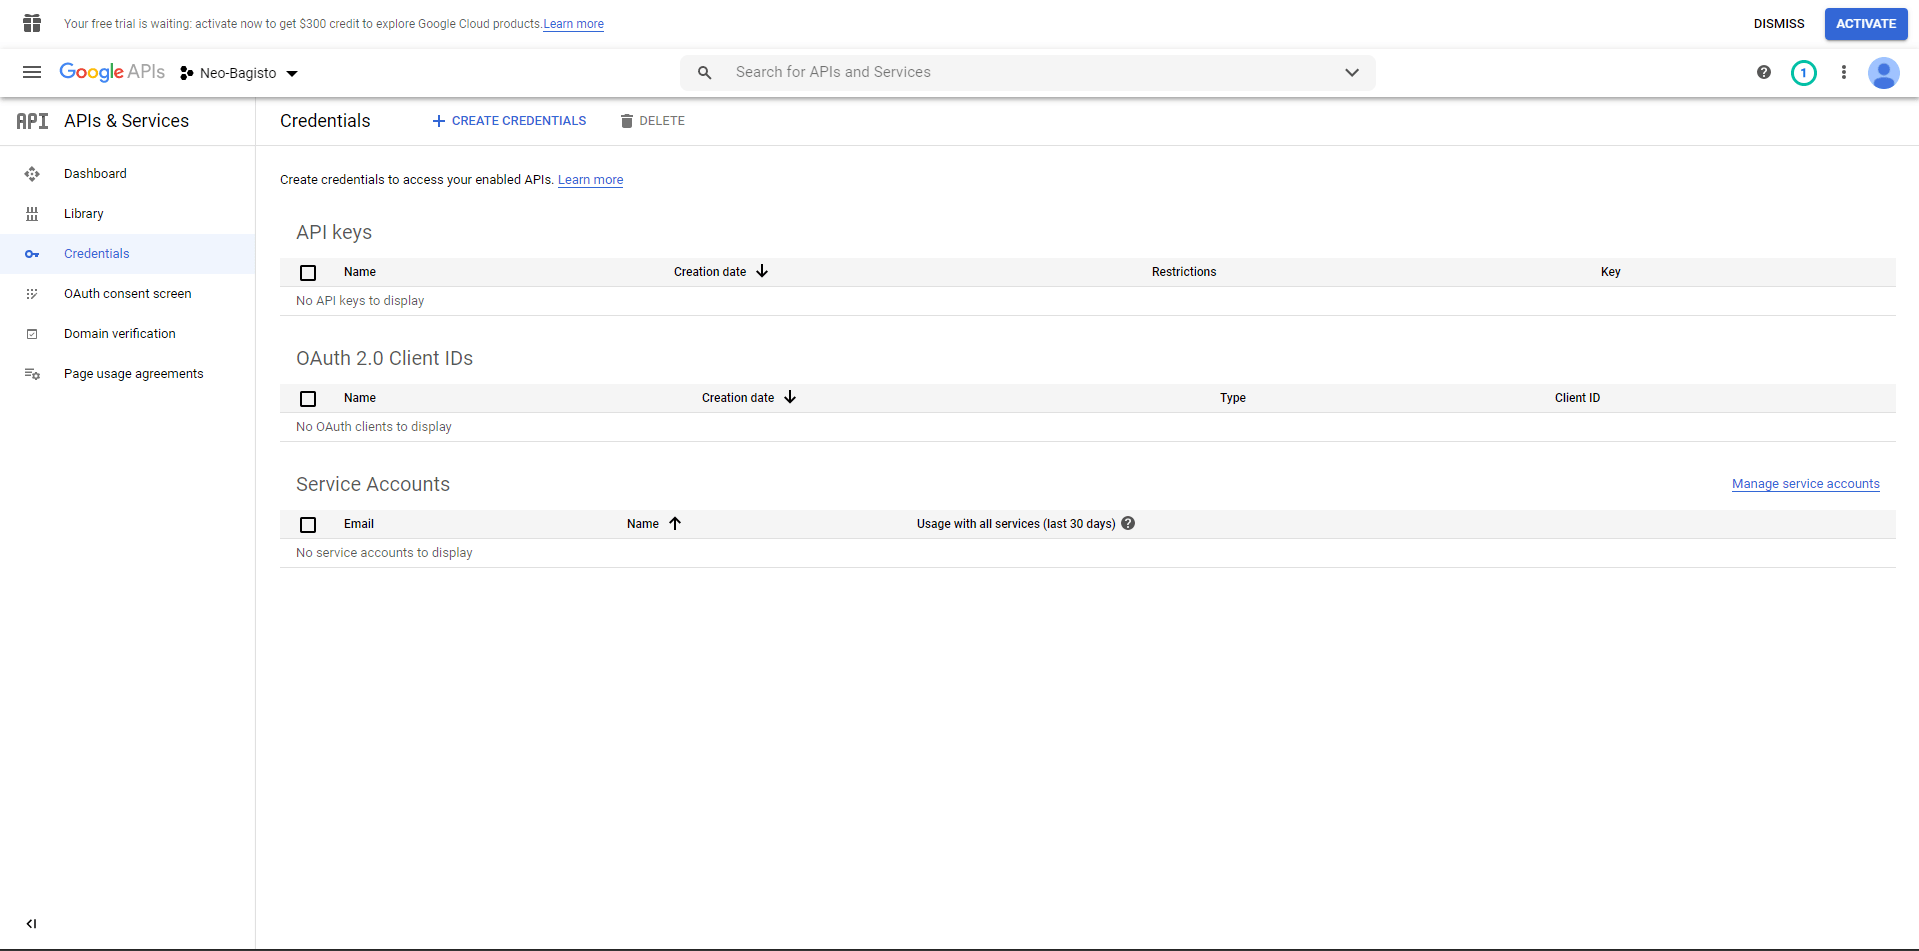 Your free trial is waiting: activate now to get $300 credit to explore Google Cloud products. Learn more
DISMISS
ACTIVATE
Google APIs
Neo-Bagisto
Search for APIs and Services
1
API APIs & Services
Credentials
CREATE CREDENTIALS
DELETE
Dashboard
Library
Credentials
OAuth consent screen
Domain verification
Page usage agreements
Create credentials to access your enabled APIs. Learn more
API keys
Name Creation date Restrictions Key
No API keys to display
OAuth 2.0 Client IDs
Name Creation date Type Client ID
No OAuth clients to display
Service Accounts
Manage service accounts
Email Name Usage with all services (last 30 days)
No service accounts to display